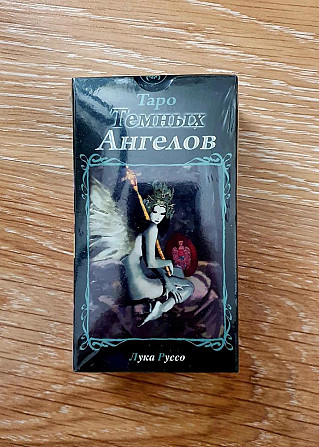 Таро
Темных
Ангелов
Лука Руссо